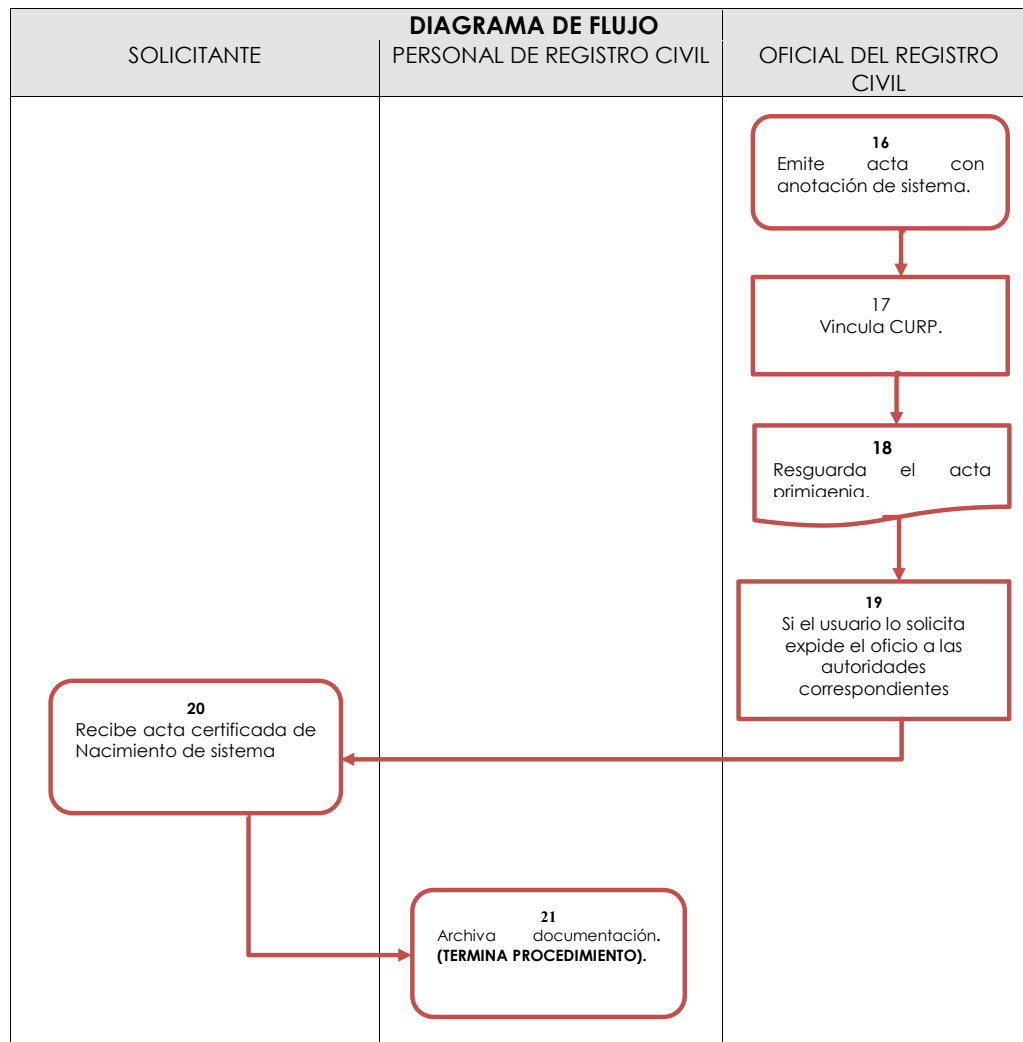 DIAGRAMA DE FLUJO
SOLICITANTE
PERSONAL DE REGISTRO CIVIL
OFICIAL DEL REGISTRO
CIVIL
16
Emite acta con
anotación de sistema.
17
Vincula CURP.
18
Resguarda el acta
primigenia.
19
Si el usuario lo solicita
expide el oficio a las
autoridades
correspondientes
20
Recibe acta certificada de
Nacimiento de sistema
21
Archiva documentación.
(TERMINA PROCEDIMIENTO).